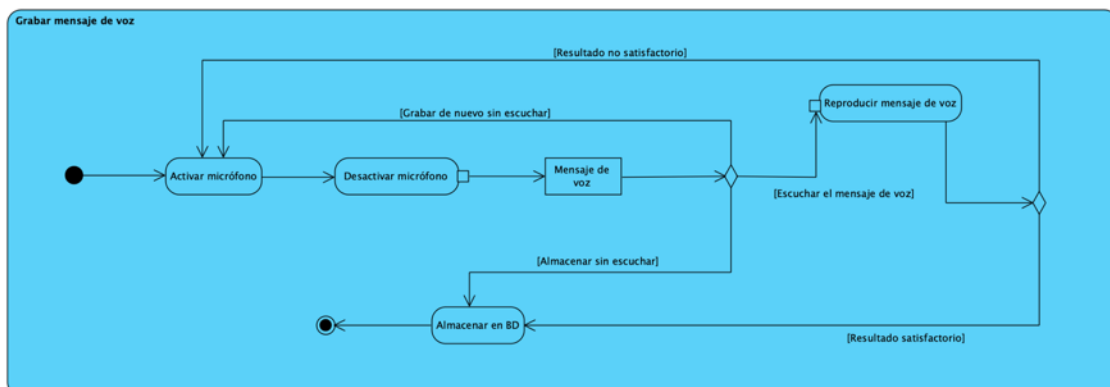 Grabar mensaje de voz
[Resultado no satisfactorio]
Reproducir mensaje de voz
[Grabar de nuevo sin escuchar]
Activar micrófono
Desactivar micrófono
Mensaje de
voz
[Escuchar el mensaje de voz]
[Almacenar sin escuchar]
Almacenar en BD
[Resultado satisfactorio]